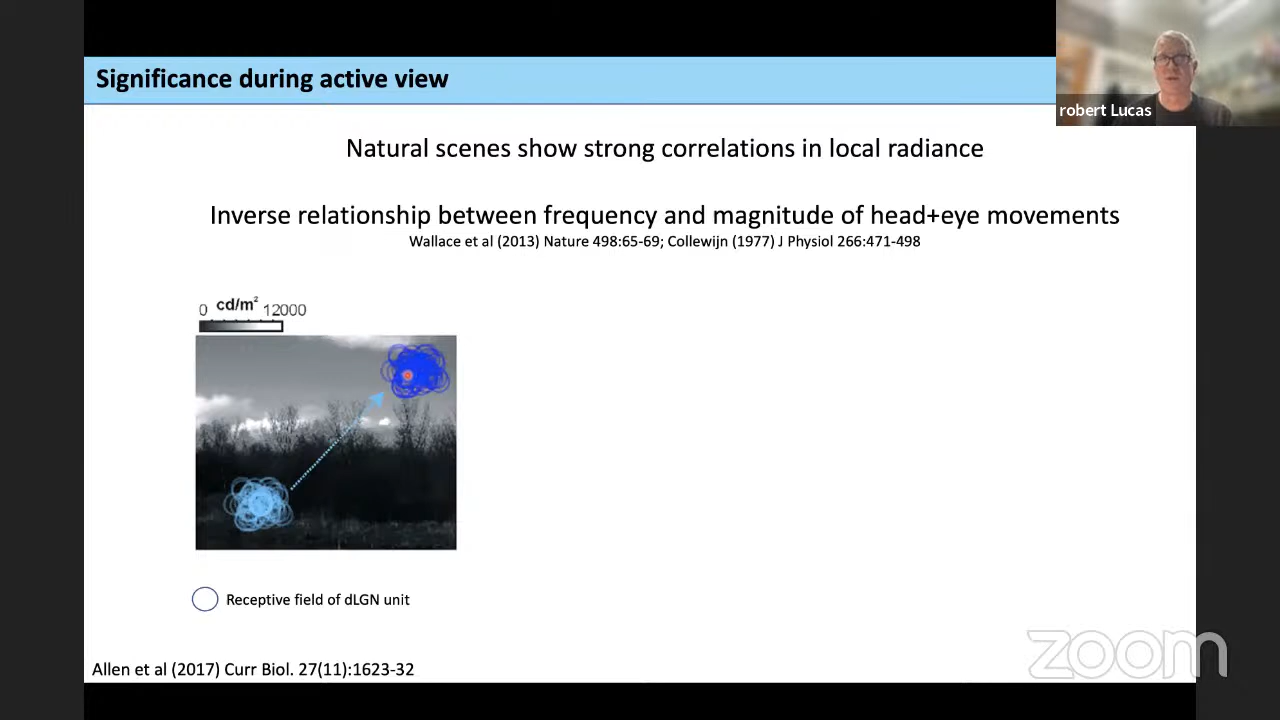 Significance during active view
robert Lucas
Natural scenes show strong correlations in local radiance
Inverse relationship between frequency and magnitude of head+eye movements
Wallace et al (2013) Nature 498:65-69; Collewijn (1977) J Physiol 266:471-498
0 cd/m² 12000
Receptive field of dLGN unit
Allen et al (2017) Curr Biol. 27(11):1623-32
zoom